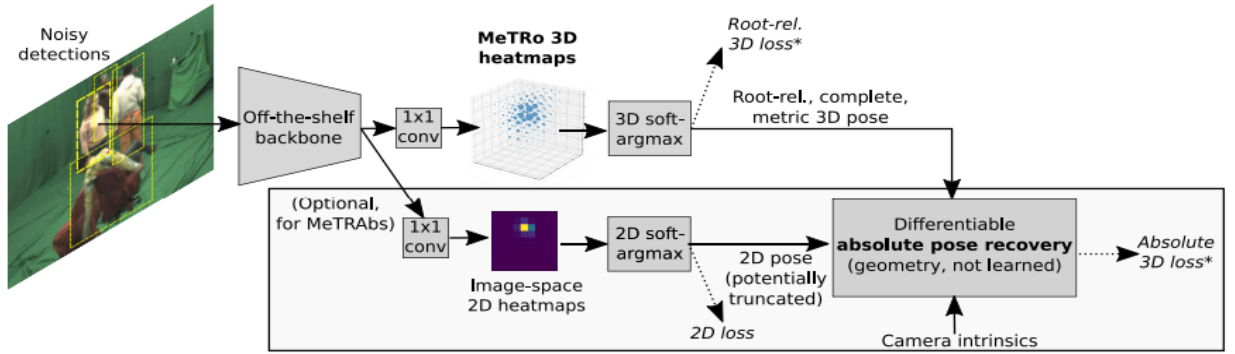 Noisy
detections
Off-the-shelf
backbone
1x1
conv
MeTRo 3D
heatmaps
3D soft-
argmax
Root-rel.
3D loss*
Root-rel., complete,
metric 3D pose
(Optional,
for MeTRAbs)
1x1
conv
Image-space
2D heatmaps
2D soft-
argmax
2D loss
2D pose
(potentially
truncated)
Differentiable
absolute pose recovery
(geometry, not learned)
Absolute
3D loss*
Camera intrinsics